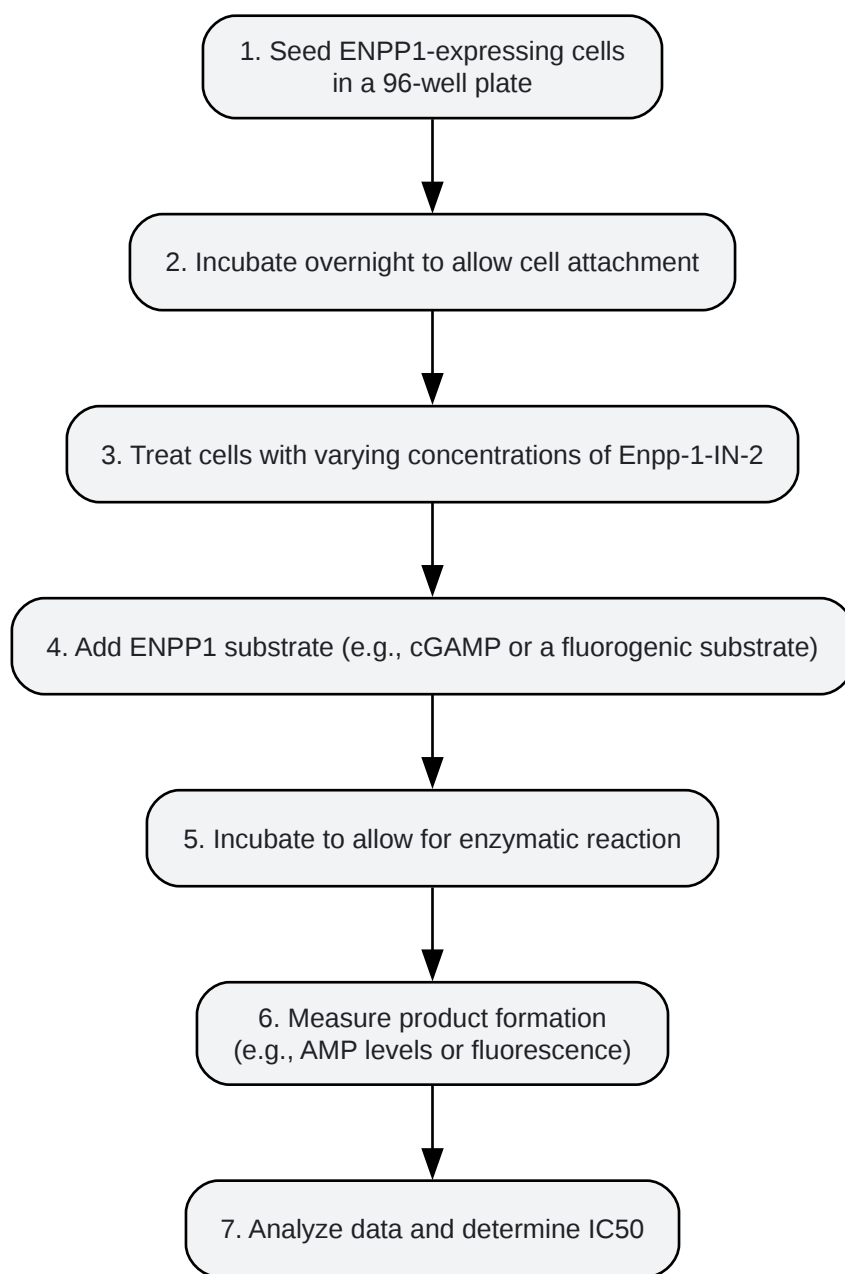 1. Seed ENPP1-expressing cells
in a 96-well plate
2. Incubate overnight to allow cell attachment
3. Treat cells with varying concentrations of Enpp-1-IN-2
4. Add ENPP1 substrate (e.g., cGAMP or a fluorogenic substrate)
5. Incubate to allow for enzymatic reaction
6. Measure product formation
(e.g., AMP levels or fluorescence)
7. Analyze data and determine IC50